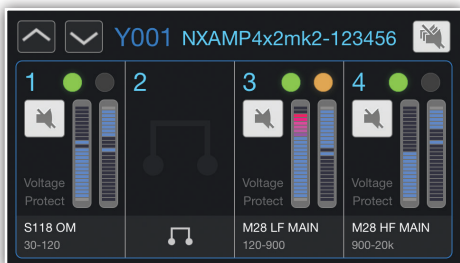 Y001 NXAMP4x2mk2-123456
1 2 3 4
Voltage Voltage Voltage
Protect Protect Protect
S118 OM M28 LF MAIN M28 HF MAIN
30-120 120-900 900-20k